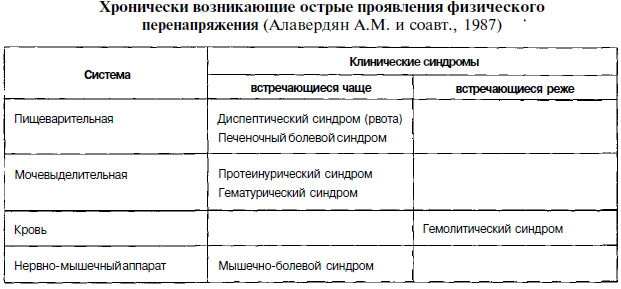 Хронически возникающие острые проявления физического
перенапряжения (Алавердян А.М. и соавт., 1987)
Система
Клинические синдромы
встречающиеся чаще
встречающиеся реже
Пищеварительная
Диспептический синдром (рвота)
Печеночный болевой синдром
Мочевыделительная
Протеинурический синдром
Гематурический синдром
Кровь
Гемолитический синдром
Нервно-мышечный аппарат
Мышечно-болевой синдром